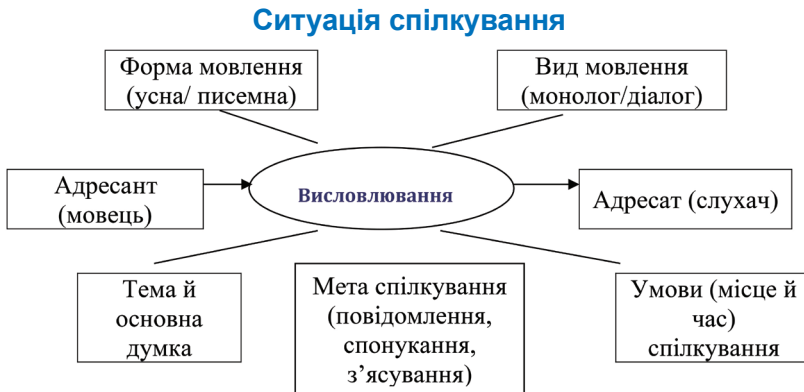 Ситуація спілкування
Форма мовлення
(усна/ писемна)
Вид мовлення
(монолог/діалог)
Адресант
(мовець)
Висловлювання
Адресат (слухач)
Тема й
основна
думка
Мета спілкування
(повідомлення,
спонукання,
з’ясування)
Умови (місце й
час)
спілкування